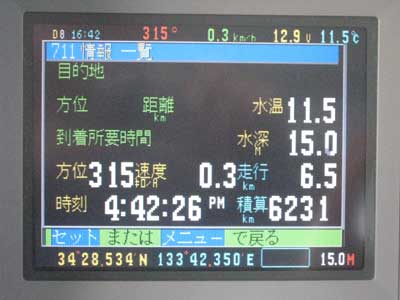 D8 16:42 315° 0.3 km/h 12.9 V 11.5℃
711 情報 一覧
目的地
方位 距離 km 水温 11.5
到着所要時間 水深 M 15.0
方位 315 速度 0.3 走行 km 6.5
時刻 4:42:26 PM 積算 km 6231
セット または メニュー で戻る
34°28.534'N 133°42.350'E 15.0M